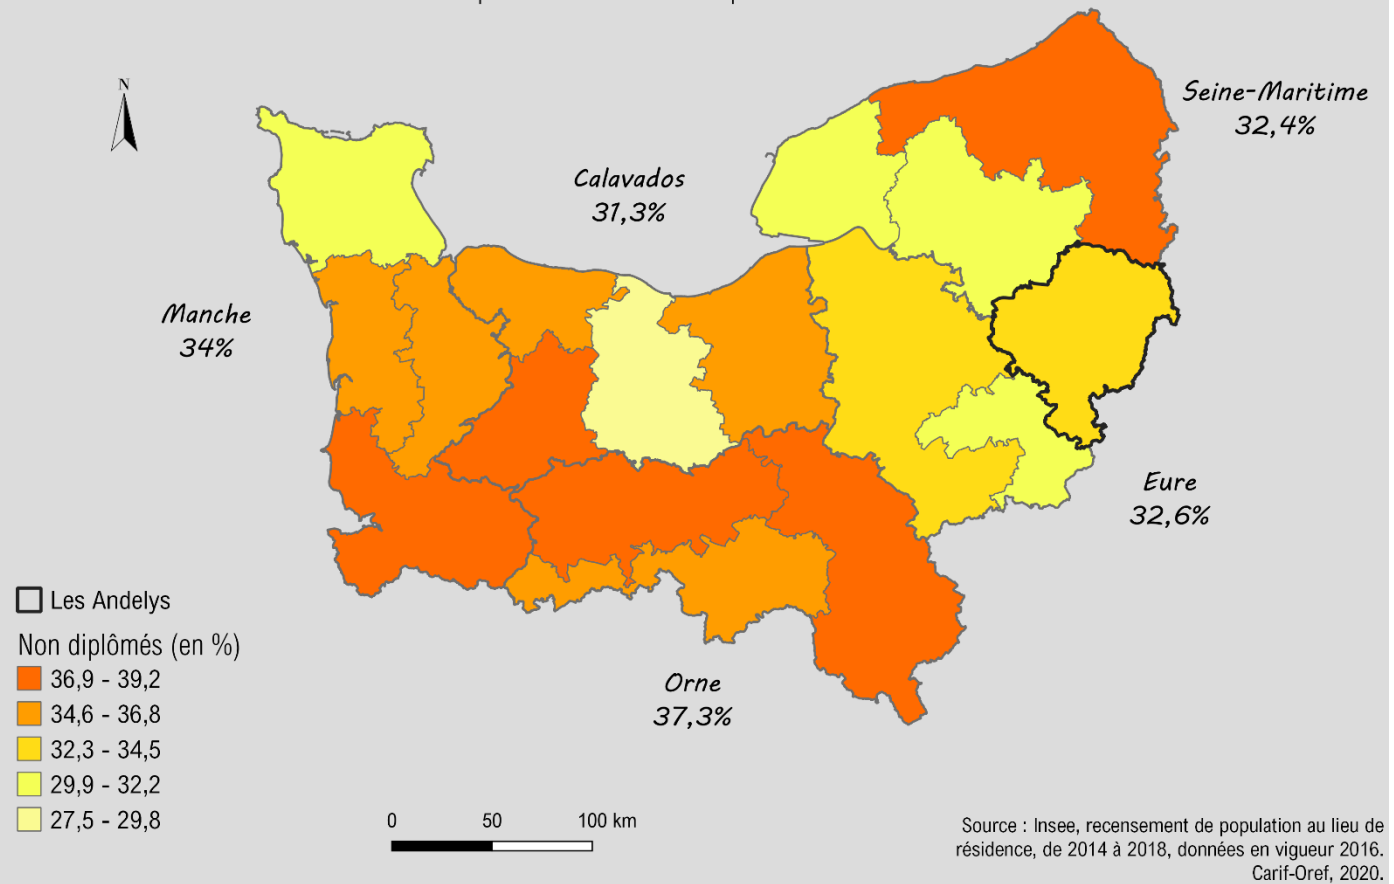 N
Seine-Maritime
32,4%
Calavados
31,3%
Manche
34%
Eure
32,6%
Orne
37,3%
Les Andelys
Non diplômés (en %)
36,9 - 39,2
34,6 - 36,8
32,3 - 34,5
29,9 - 32,2
27,5 - 29,8
0 50 100 km
Source : Insee, recensement de population au lieu de
résidence, de 2014 à 2018, données en vigueur 2016.
Carif-Oref, 2020.